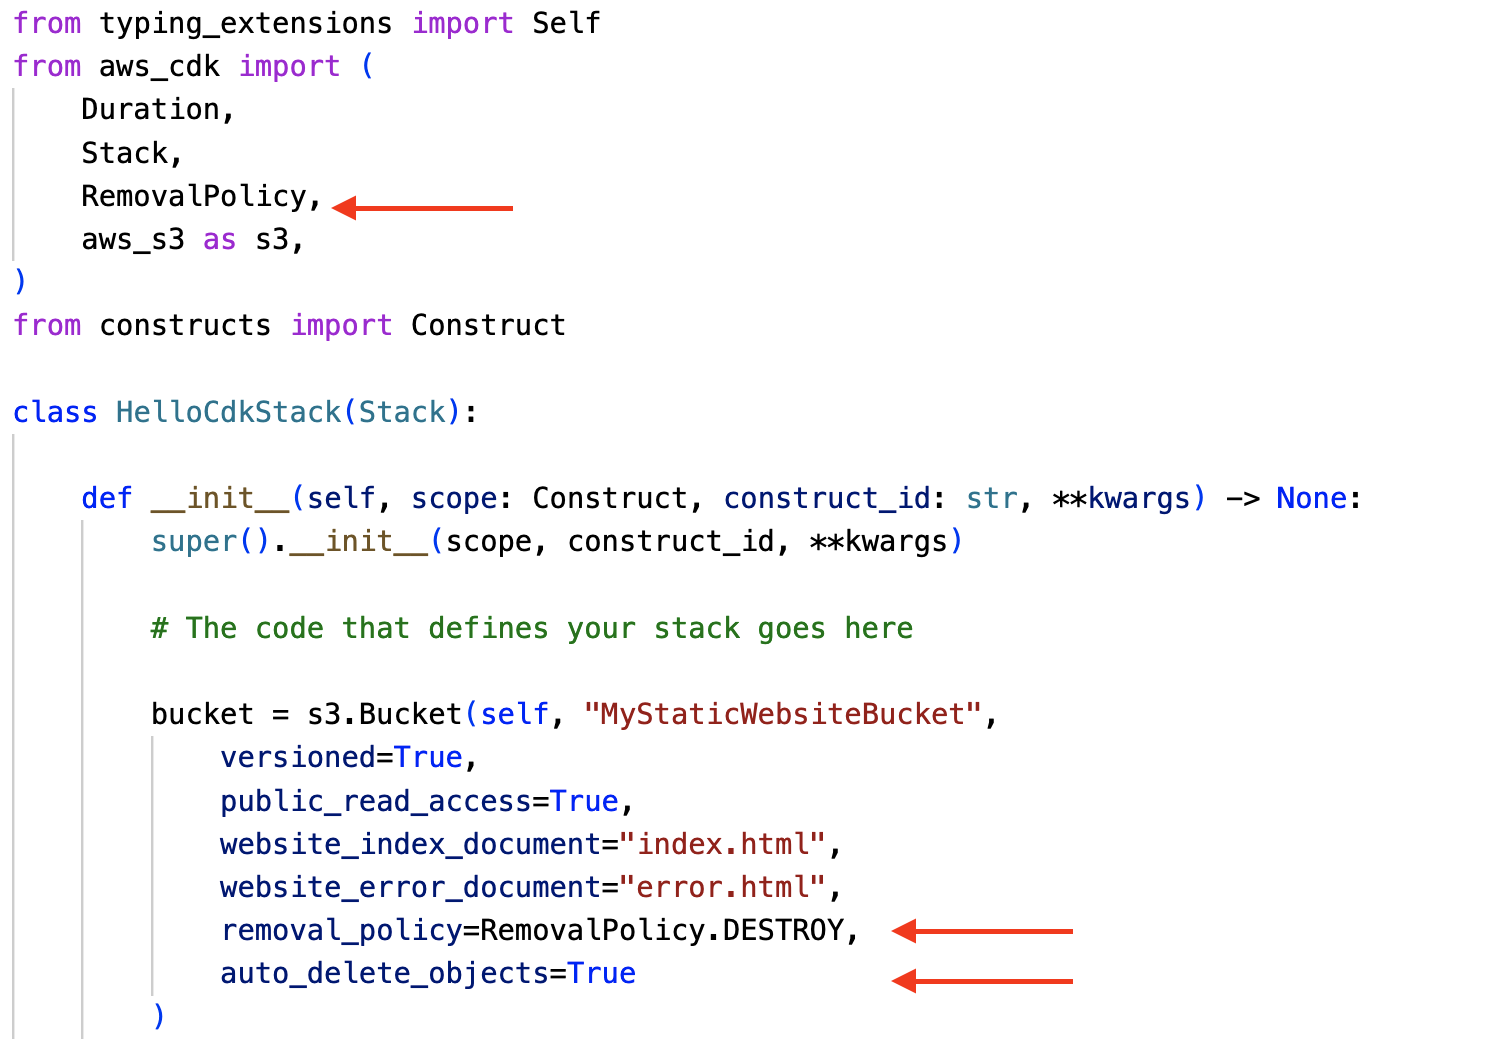 from typing_extensions import Self
from aws_cdk import (
    Duration,
    Stack,
    RemovalPolicy,
    aws_s3 as s3,
)
from constructs import Construct

class HelloCdkStack(Stack):

    def __init__(self, scope: Construct, construct_id: str, **kwargs) -> None:
        super().__init__(scope, construct_id, **kwargs)

        # The code that defines your stack goes here

        bucket = s3.Bucket(self, "MyStaticWebsiteBucket",
            versioned=True,
            public_read_access=True,
            website_index_document="index.html",
            website_error_document="error.html",
            removal_policy=RemovalPolicy.DESTROY,
            auto_delete_objects=True
        )